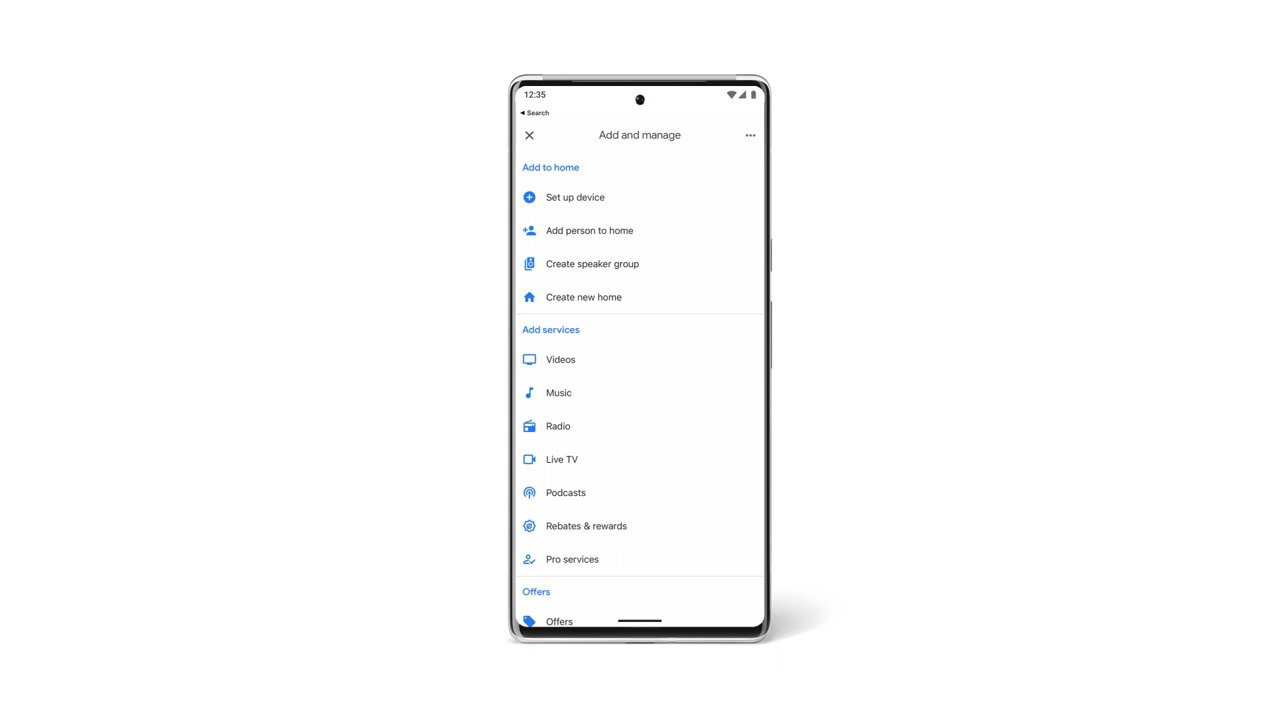 12:35
Search
Add and manage
Add to home
Set up device
Add person to home
Create speaker group
Create new home
Add services
Videos
Music
Radio
Live TV
Podcasts
Rebates & rewards
Pro services
Offers
Offers